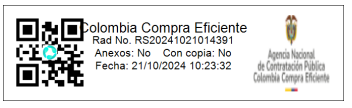 Colombia Compra Eficiente
Rad No. RS20241021014391
Anexos: No    Con copia: No
Fecha: 21/10/2024 10:23:32
Agencia Nacional
de Contratación Pública
Colombia Compra Eficiente